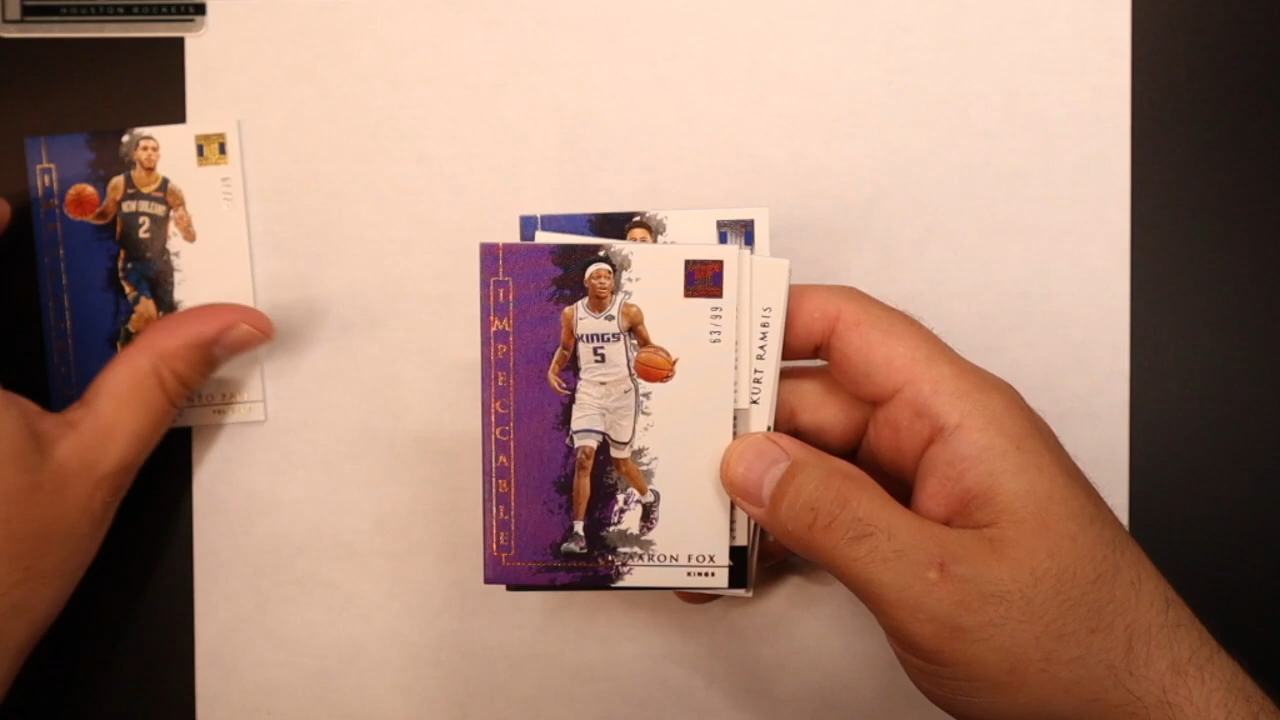 HOUSTON ROCKETS
NEW ORLEANS
2
IMPECCABLE
KINGS
5
63/99
AARON FOX
KINGS
KURT RAMBIS